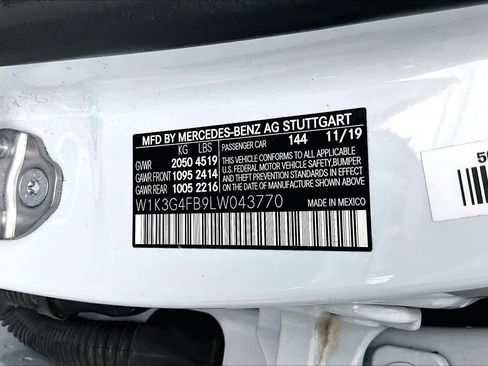 MFD BY MERCEDES-BENZ AG STUTTGART
KG LBS PASSENGER CAR 144 11/19
GVWR 2050 4519
GAWR FRONT 1095 2414
GAWR REAR 1005 2216
THIS VEHICLE CONFORMS TO ALL APPLICABLE
U.S. FEDERAL MOTOR VEHICLE SAFETY, BUMPER
AND THEFT PREVENTION STANDARDS IN EFFECT
ON THE DATE OF MANUFACTURE SHOWN ABOVE.
W1K3G4FB9LW043770
MADE IN MEXICO